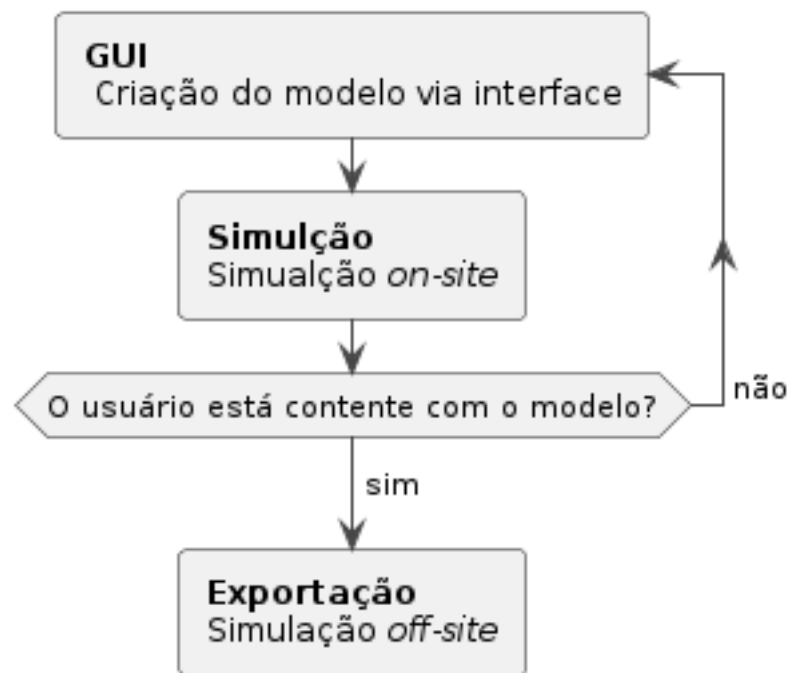 GUI
Criação do modelo via interface
Simulção
Simualção on-site
O usuário está contente com o modelo?
não
sim
Exportação
Simulação off-site